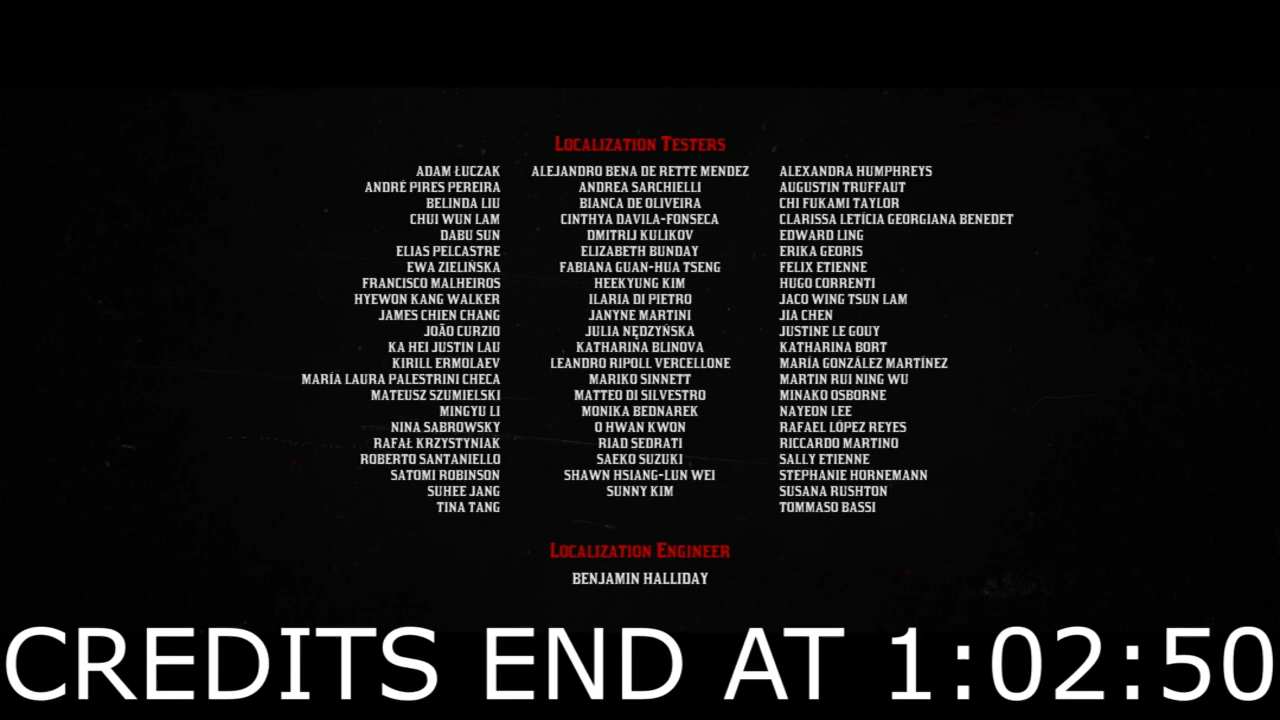 LOCALIZATION TESTERS
ADAM ŁUCZAK ALEJANDRO BENA DE RETTE MENDEZ ALEXANDRA HUMPHREYS
ANDRÉ PIRES PEREIRA ANDREA SARCHIELLI AUGUSTIN TRUFFAUT
BELINDA LIU BIANCA DE OLIVEIRA CHI FUKAMI TAYLOR
CHUI WUN LAM CINTHYA DAVILA-FONSECA CLARISSA LETÍCIA GEORGIANA BENEDET
DABU SUN DMITRIJ KULIKOV EDWARD LING
ELIAS PELCASTRE ELIZABETH BUNDAY ERIKA GEORIS
EWA ZIELIŃSKA FABIANA GUAN-HUA TSENG FELIX ETIENNE
FRANCISCO MALHEIROS HEEKYUNG KIM HUGO CORRENTI
HYEWON KANG WALKER ILARIA DI PIETRO JACO WING TSUN LAM
JAMES CHIEN CHANG JANYNE MARTINI JIA CHEN
JOÃO CURZIO JULIA NĘDZYŃSKA JUSTINE LE GOUY
KA HEI JUSTIN LAU KATHARINA BLINOVA KATHARINA BORT
KIRILL ERMOLAEV LEANDRO RIPOLL VERCELLONE MARÍA GONZÁLEZ MARTÍNEZ
MARÍA LAURA PALESTRINI CHECA MARIKO SINNETT MARTIN RUI NING WU
MATEUSZ SZUMIELSKI MATTEO DI SILVESTRO MINAKO OSBORNE
MINGYU LI MONIKA BEDNAREK NAYEON LEE
NINA SABROWSKY O HWAN KWON RAFAEL LÓPEZ REYES
RAFAŁ KRZYSTYNIAK RIAD SEDRATI RICCARDO MARTINO
ROBERTO SANTANIELLO SAEKO SUZUKI SALLY ETIENNE
SATOMI ROBINSON SHAWN HSIANG-LUN WEI STEPHANIE HORNEMANN
SUHEE JANG SUNNY KIM SUSANA RUSHTON
TINA TANG TOMMASO BASSI
LOCALIZATION ENGINEER
BENJAMIN HALLIDAY
CREDITS END AT 1:02:50